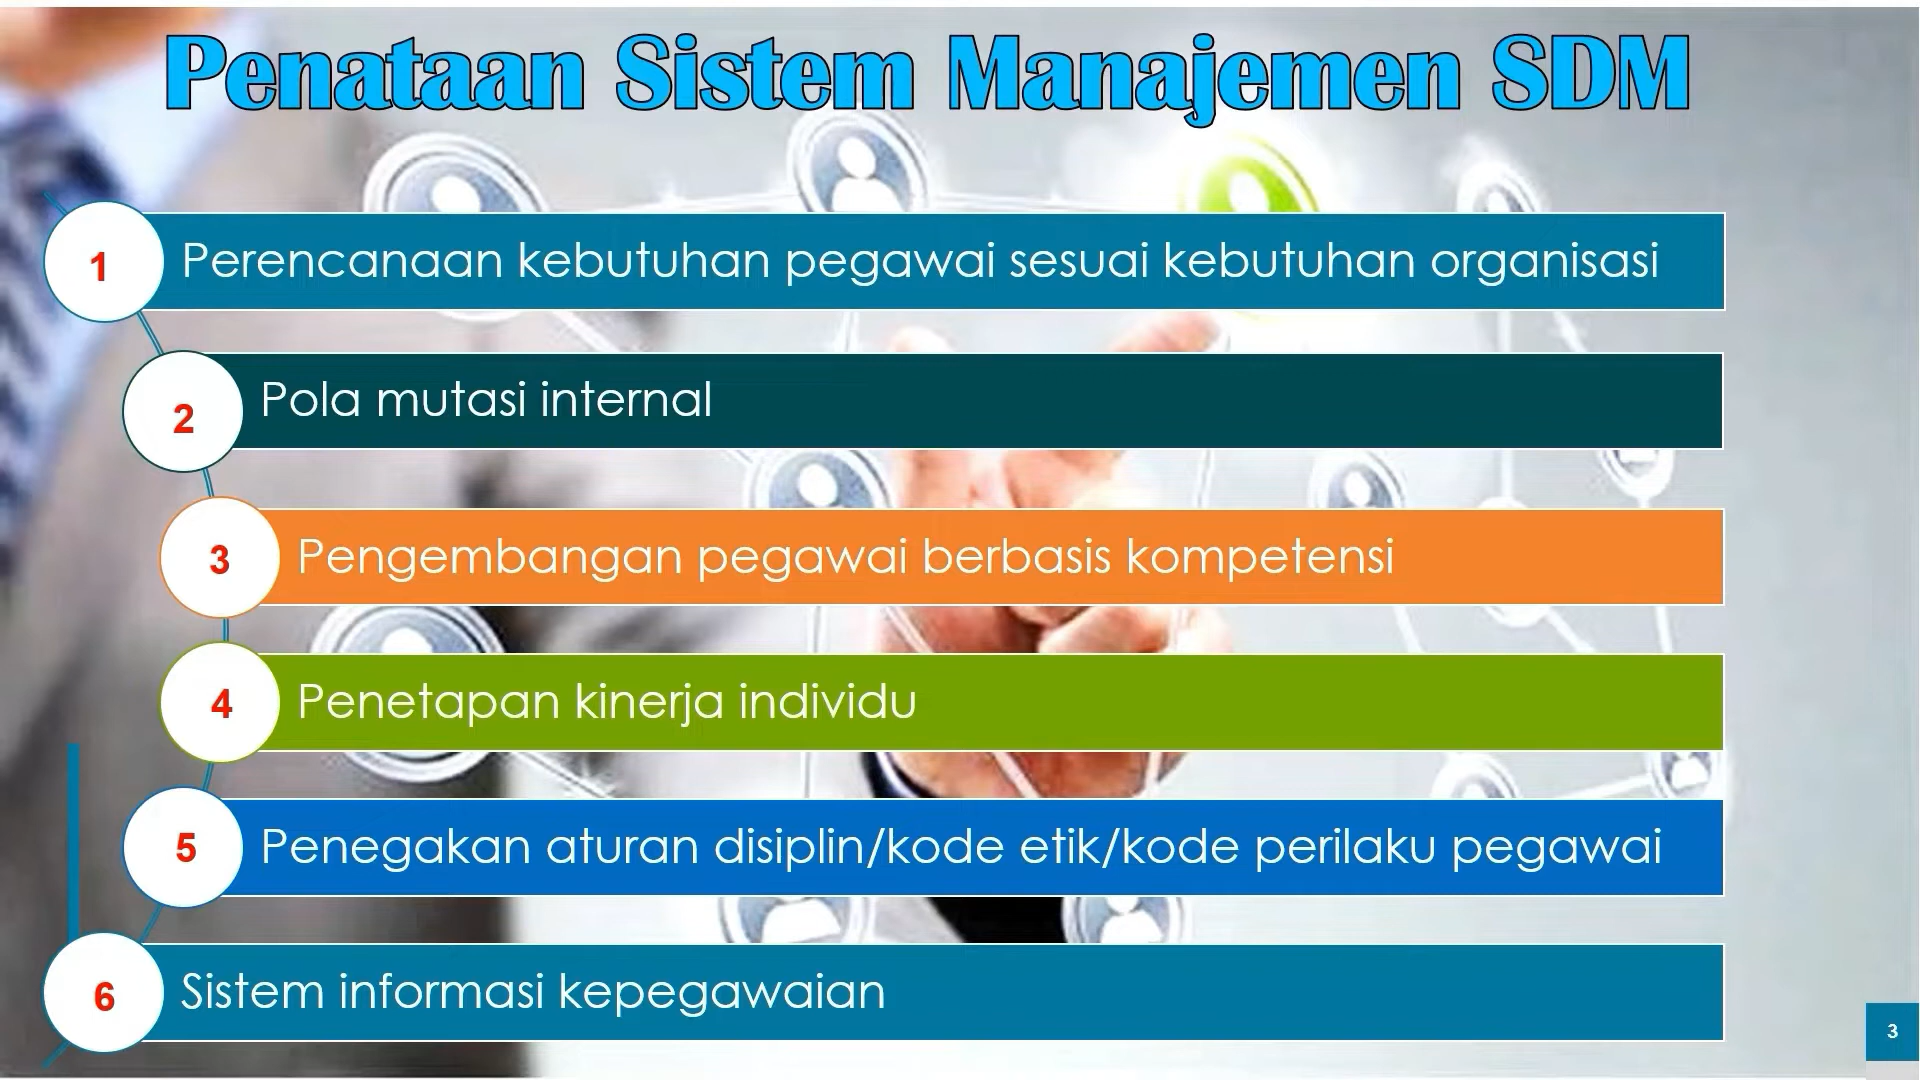 Penataan Sistem Manajemen SDM
1 Perencanaan kebutuhan pegawai sesuai kebutuhan organisasi
2 Pola mutasi internal
3 Pengembangan pegawai berbasis kompetensi
4 Penetapan kinerja individu
5 Penegakan aturan disiplin/kode etik/kode perilaku pegawai
6 Sistem informasi kepegawaian
3